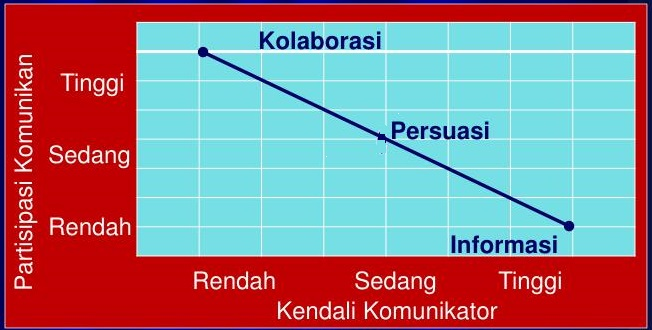 Kolaborasi
Tinggi
Persuasi
Sedang
Rendah
Informasi
Partisipasi Komunikan
Rendah Sedang Tinggi
Kendali Komunikator